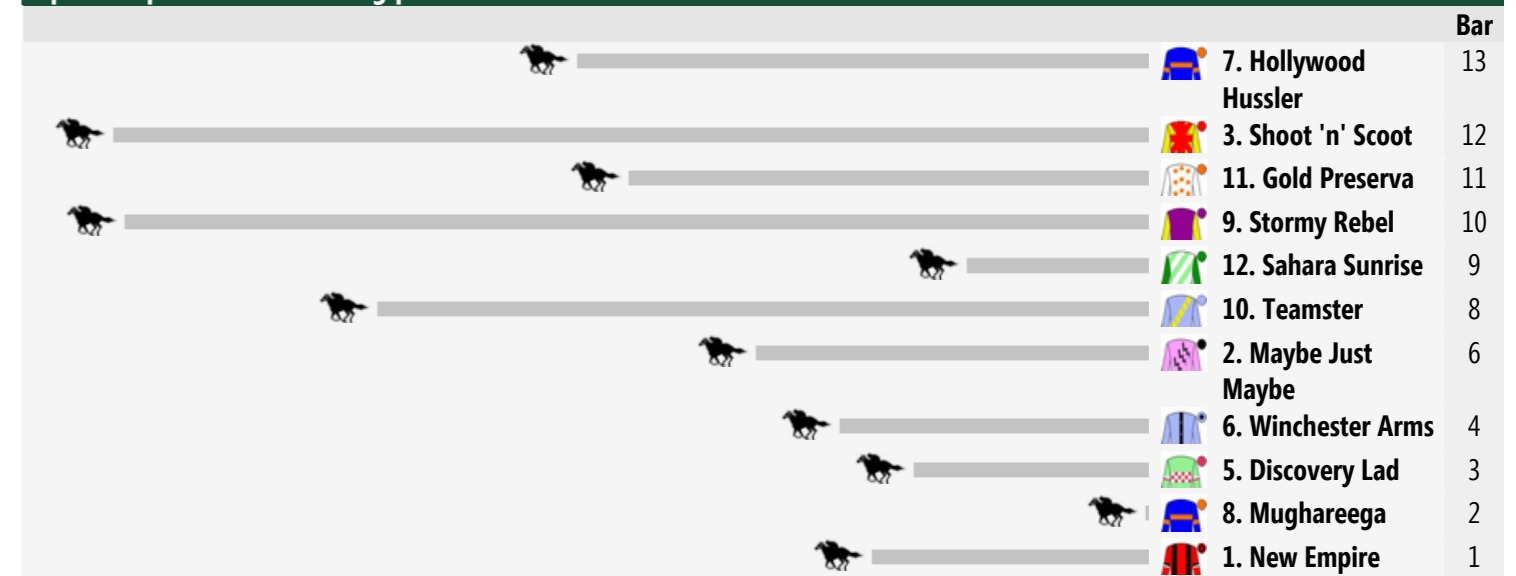 Bar
7. Hollywood 13
Hussler
3. Shoot 'n' Scoot 12
11. Gold Preserva 11
9. Stormy Rebel 10
12. Sahara Sunrise 9
10. Teamster 8
2. Maybe Just 6
Maybe
6. Winchester Arms 4
5. Discovery Lad 3
8. Mughareega 2
1. New Empire 1